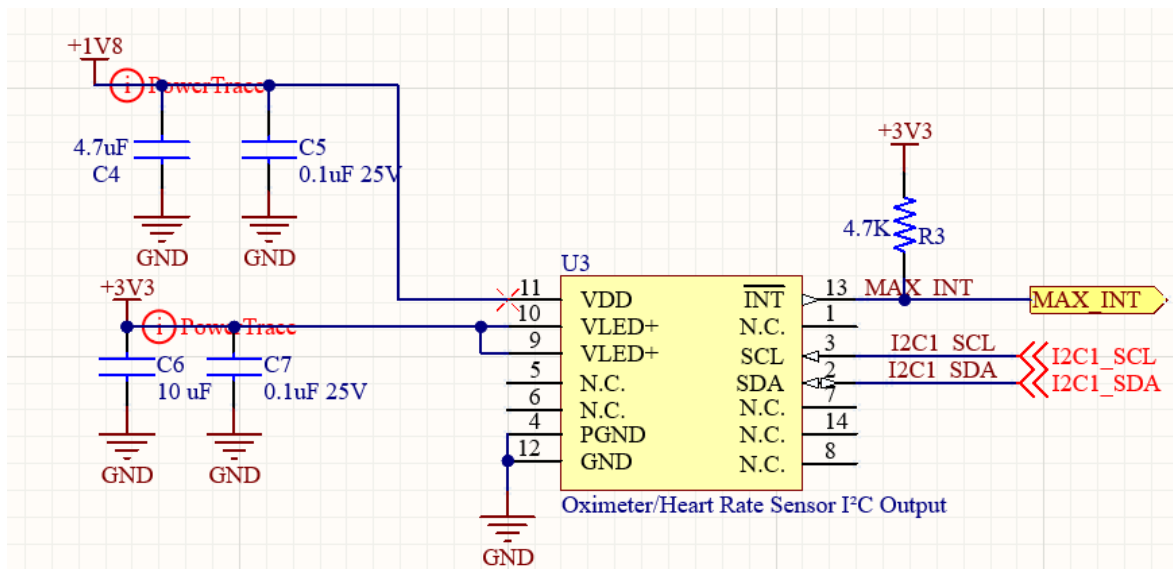 +1V8
PowerTrace
4.7uF
C4
C5
0.1uF 25V
GND
GND
+3V3
PowerTrace
C6
10 uF
C7
0.1uF 25V
GND
GND
+3V3
4.7K
R3
U3
11 VDD
10 VLED+
9 VLED+
5 N.C.
6 N.C.
4 PGND
12 GND
INT 13 MAX_INT
MAX_INT
N.C. 1
SCL 3 I2C1_SCL
I2C1_SCL
SDA 2 I2C1_SDA
I2C1_SDA
N.C. 7
N.C. 14
N.C. 8
Oximeter/Heart Rate Sensor I²C Output
GND